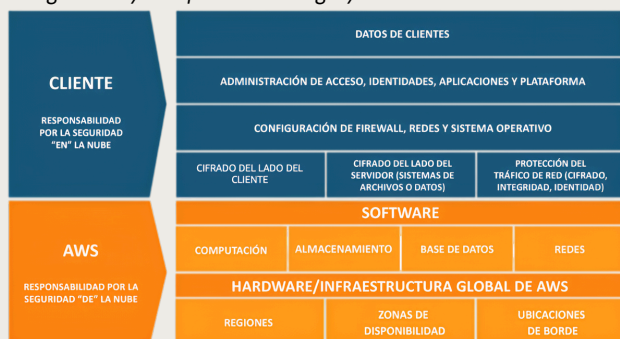 CLIENTE
RESPONSABILIDAD
POR LA SEGURIDAD
"EN" LA NUBE
DATOS DE CLIENTES
ADMINISTRACIÓN DE ACCESO, IDENTIDADES, APLICACIONES Y PLATAFORMA
CONFIGURACIÓN DE FIREWALL, REDES Y SISTEMA OPERATIVO
CIFRADO DEL LADO DEL
CLIENTE
CIFRADO DEL LADO DEL
SERVIDOR (SISTEMAS DE
ARCHIVOS O DATOS)
PROTECCIÓN DEL
TRÁFICO DE RED (CIFRADO,
INTEGRIDAD, IDENTIDAD)
AWS
RESPONSABILIDAD POR LA
SEGURIDAD "DE" LA NUBE
SOFTWARE
COMPUTACIÓN
ALMACENAMIENTO
BASE DE DATOS
REDES
HARDWARE/INFRAESTRUCTURA GLOBAL DE AWS
REGIONES
ZONAS DE
DISPONIBILIDAD
UBICACIONES
DE BORDE